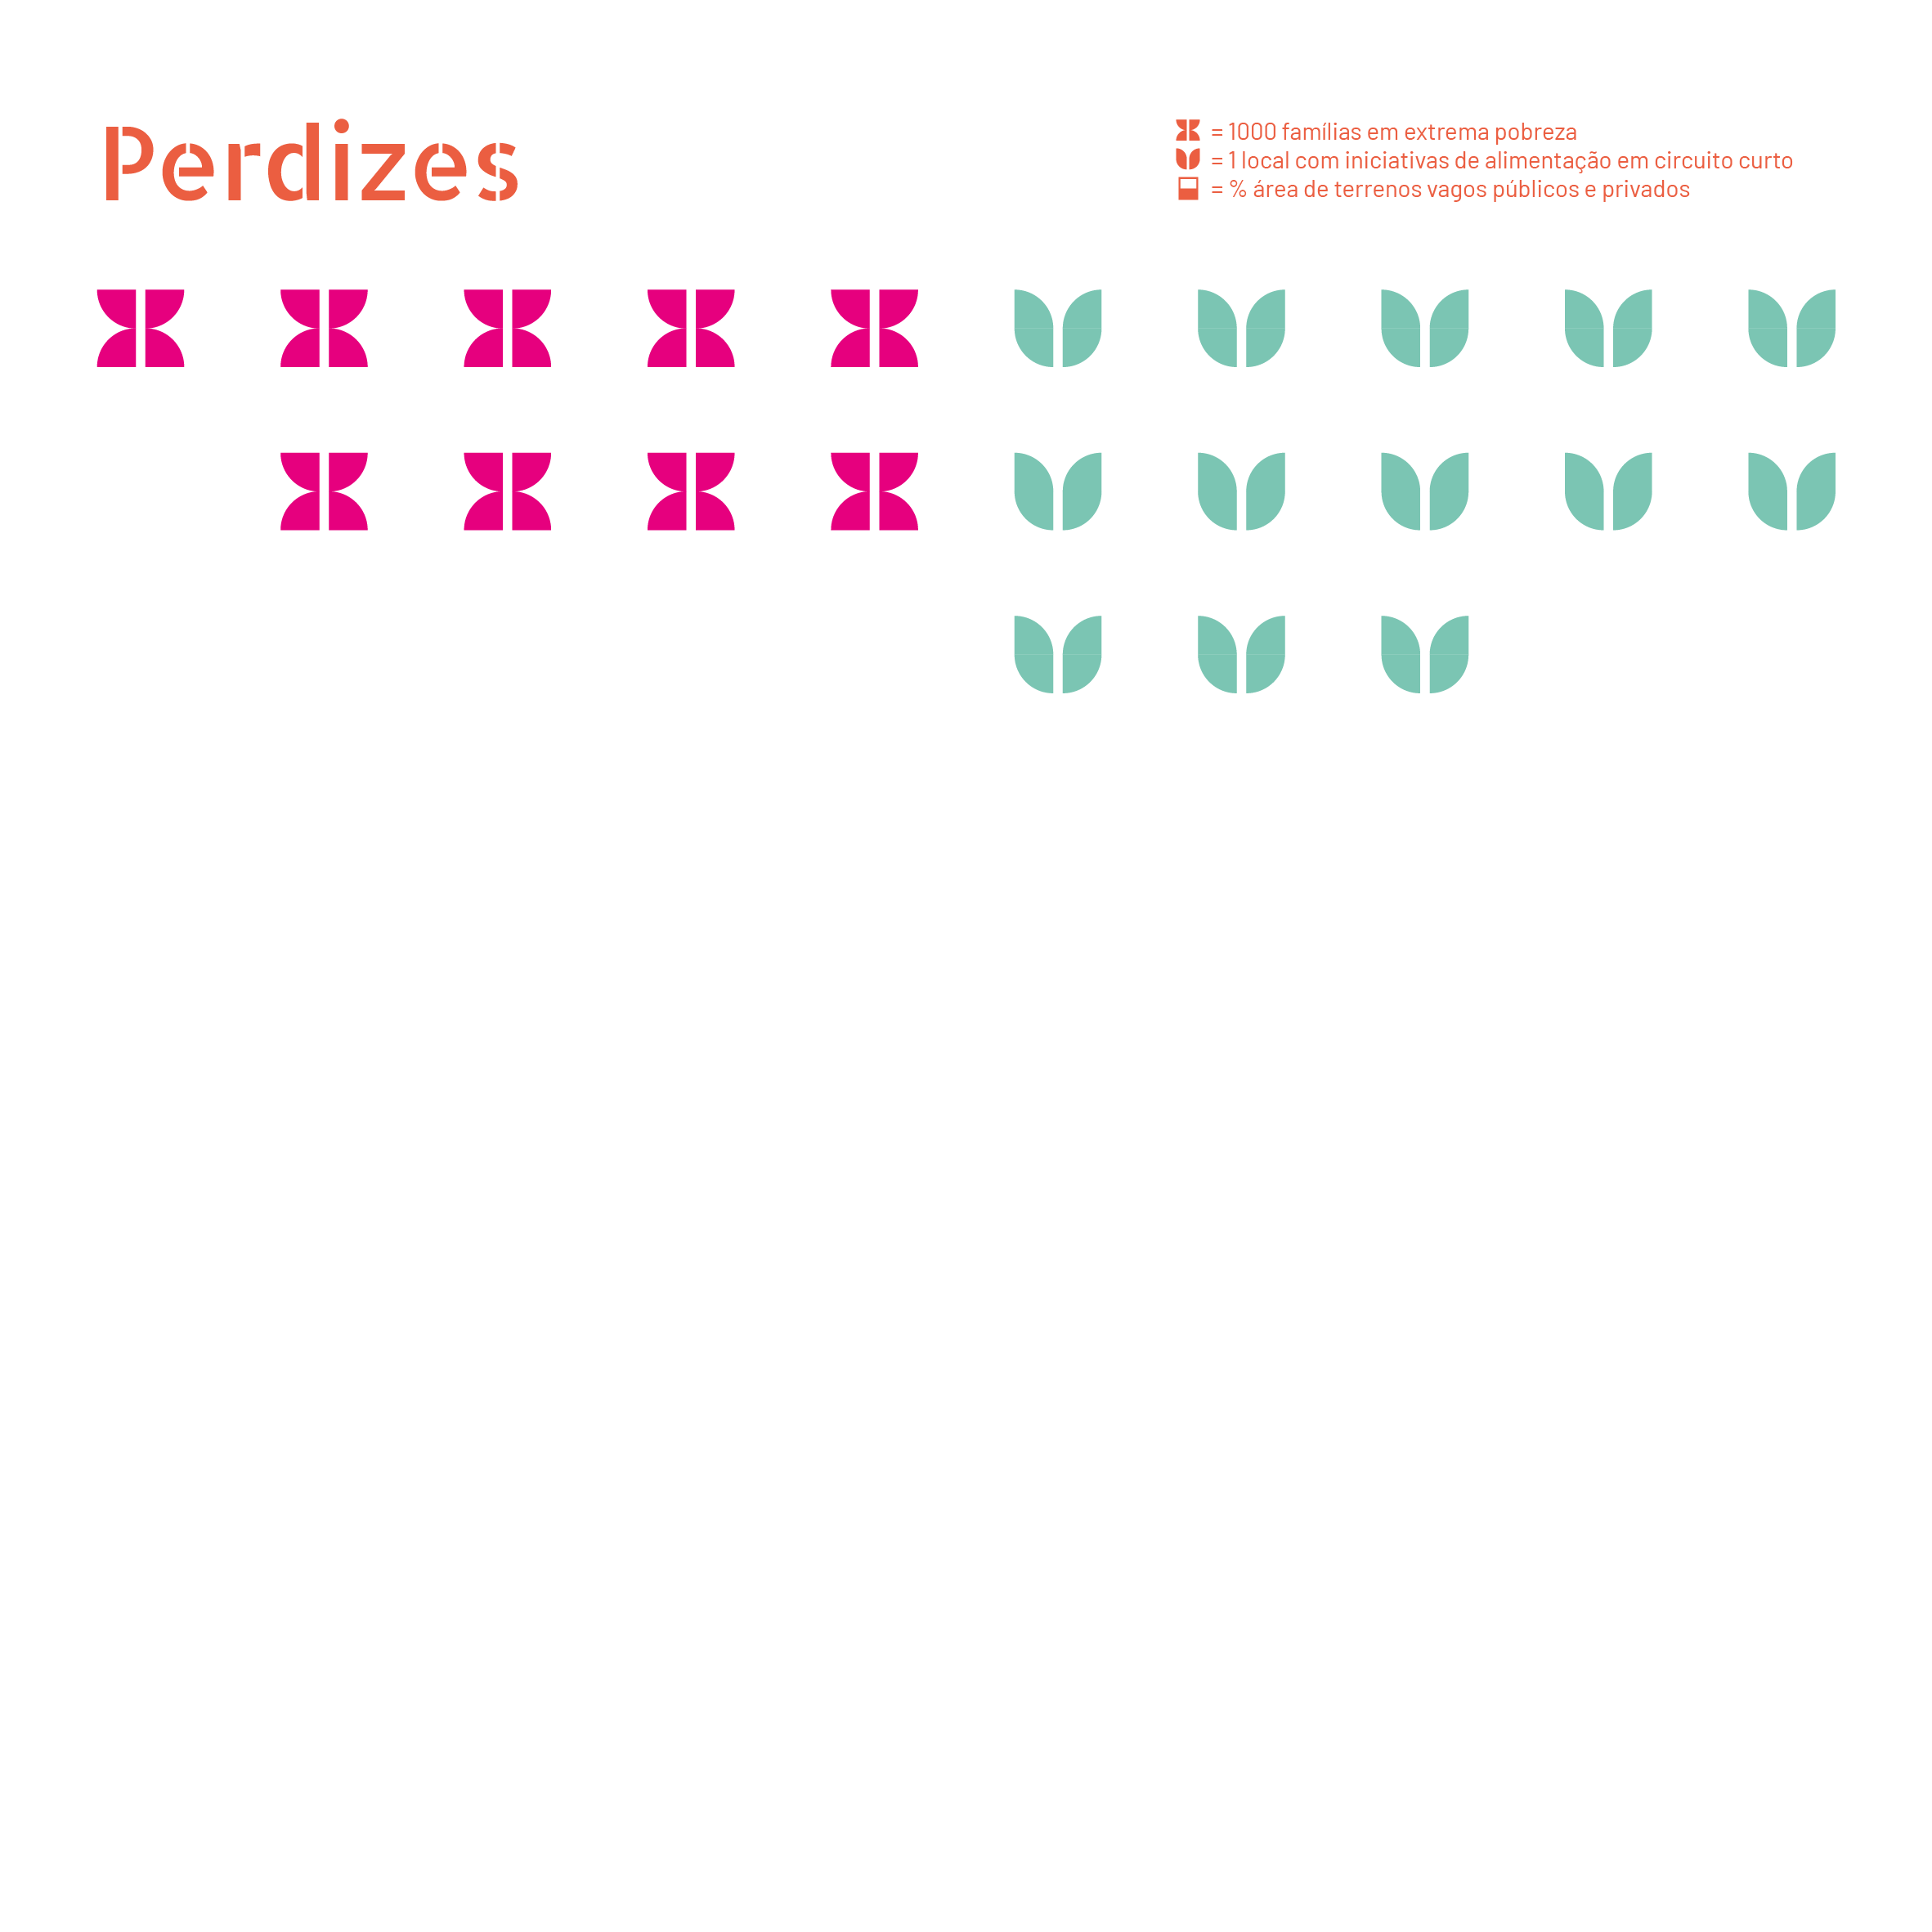 Perdizes
= 1000 famílias em extrema pobreza
= 1 local com iniciativas de alimentação em circuito curto
= % área de terrenos vagos públicos e privados